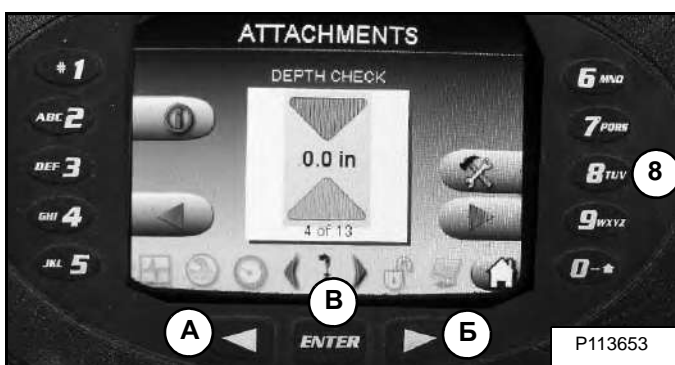 ATTACHMENTS
DEPTH CHECK
0.0 in
4 of 13
* 1
ABC 2
DEF 3
GHI 4
JKL 5
6 MNO
7 PQRS
8 TUV
8
9 WXYZ
0-*
А
В
Б
ENTER
P113653